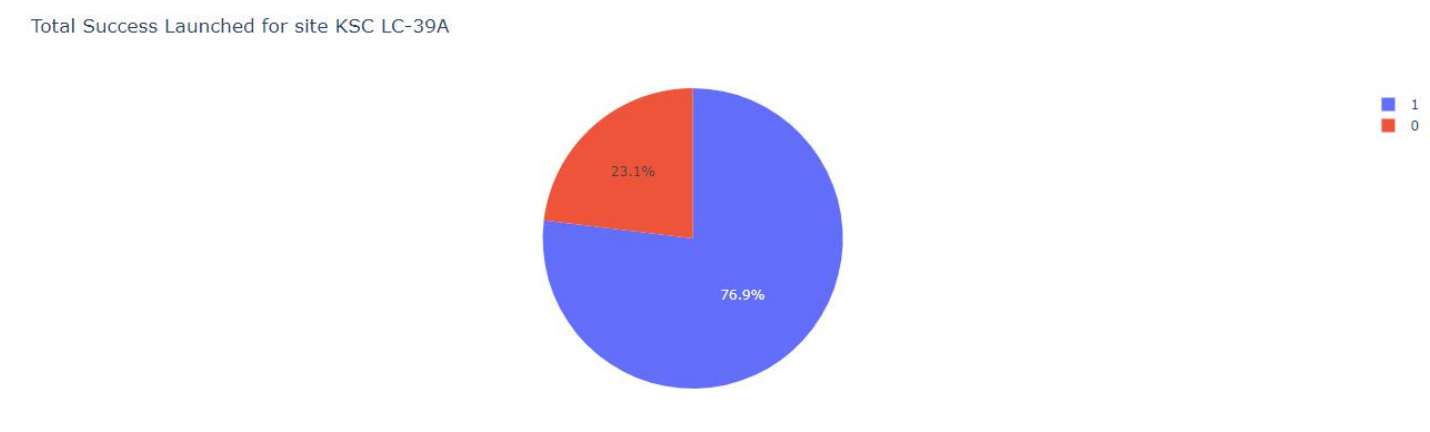 Total Success Launched for site KSC LC-39A
1
0
23.1%
76.9%